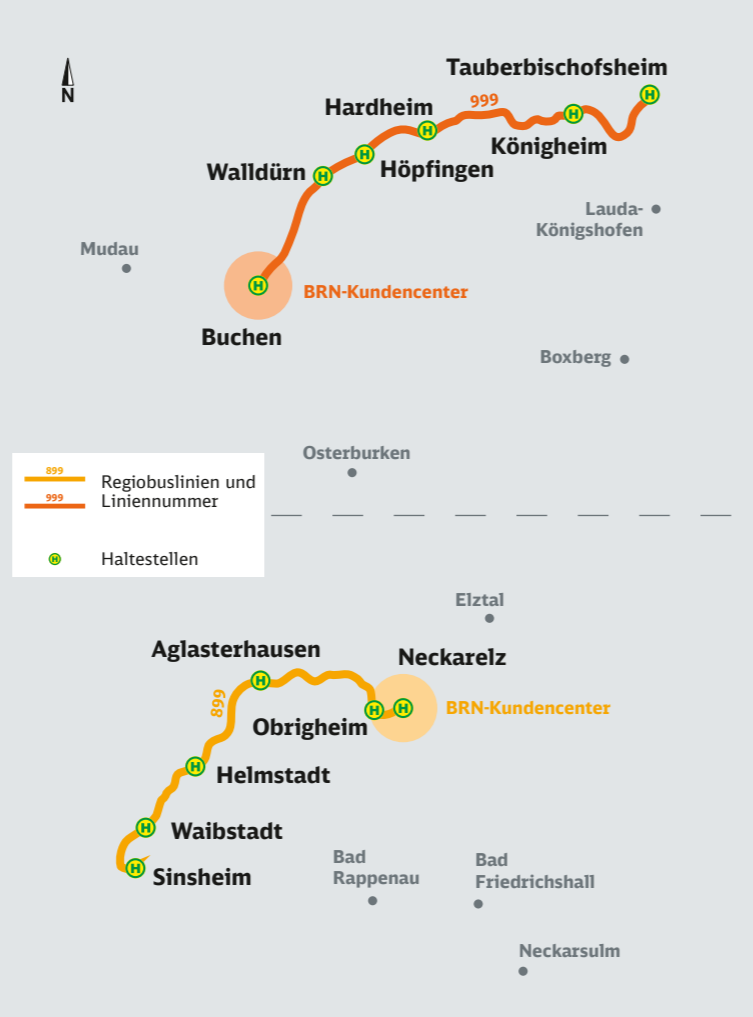 N
Tauberbischofsheim
H
999
Hardheim
H
H
Königheim
H
Höpfingen
Walldürn
H
Lauda-
Königshofen
Mudau
H
BRN-Kundencenter
Buchen
Boxberg
Osterburken
899
999
Regiobuslinien und
Liniennummer
H
Haltestellen
Elztal
Aglasterhausen
Neckarelz
H
899
H
H
BRN-Kundencenter
Obrigheim
H
Helmstadt
H
Waibstadt
H
Sinsheim
Bad
Rappenau
Bad
Friedrichshall
Neckarsulm